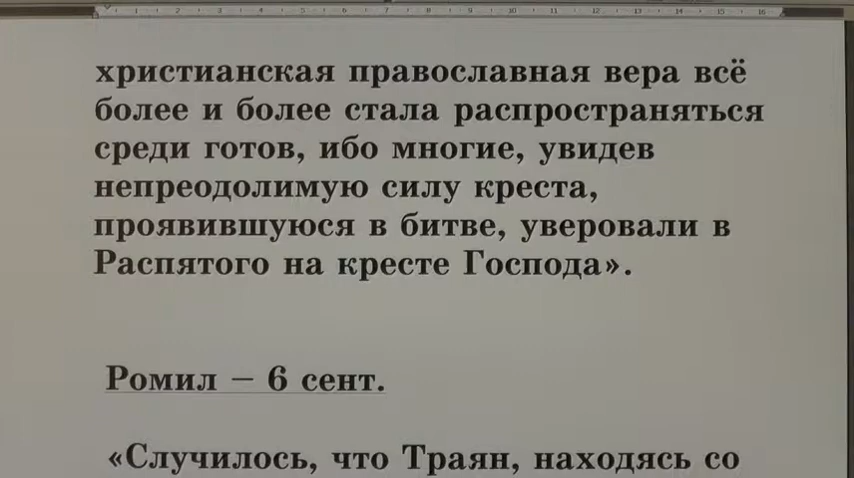 христианская православная вера всё
более и более стала распространяться
среди готов, ибо многие, увидев
непреодолимую силу креста,
проявившуюся в битве, уверовали в
Распятого на кресте Господа».
Ромил – 6 сент.
«Случилось, что Траян, находясь со